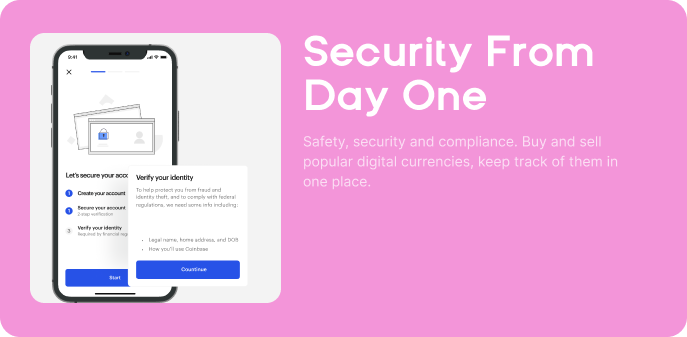 Security From
Day One
Safety, security and compliance. Buy and sell
popular digital currencies, keep track of them in
one place.
9:41
Let's secure your acco
1 Create your account
2 Secure your account
2-step verification
3 Verify your identity
Required by financial regu
Start
Verify your identity
To help protect you from fraud and
identity theft, and to comply with federal
regulations, we need some info including:
• Legal name, home address, and DOB
• How you'll use Coinbase
Countinue